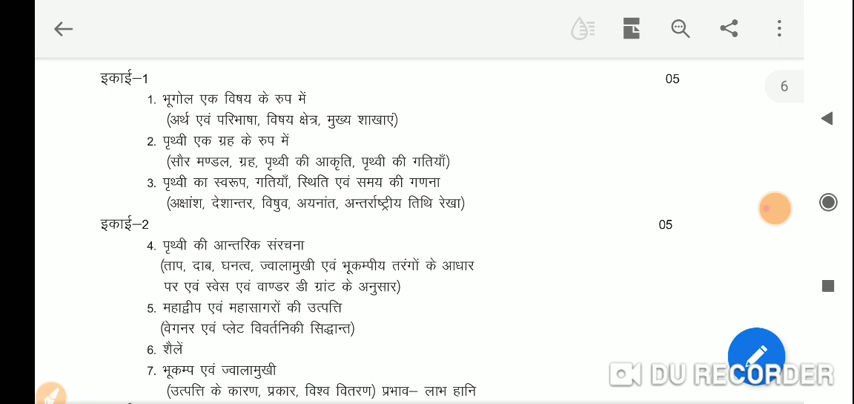 6
इकाई–1 05
1. भूगोल एक विषय के रुप में
(अर्थ एवं परिभाषा, विषय क्षेत्र, मुख्य शाखाएं)
2. पृथ्वी एक ग्रह के रुप में
(सौर मण्डल, ग्रह, पृथ्वी की आकृति, पृथ्वी की गतियाँ)
3. पृथ्वी का स्वरूप, गतियाँ, स्थिति एवं समय की गणना
(अक्षांश, देशान्तर, विषुव, अयनांत, अन्तर्राष्ट्रीय तिथि रेखा)
इकाई–2 05
4. पृथ्वी की आन्तरिक संरचना
(ताप, दाब, घनत्व, ज्वालामुखी एवं भूकम्पीय तरंगों के आधार
पर एवं स्वेस एवं वाण्डर डी ग्रांट के अनुसार)
5. महाद्वीप एवं महासागरों की उत्पत्ति
(वेगनर एवं प्लेट विवर्तनिकी सिद्धान्त)
6. शैलें
7. भूकम्प एवं ज्वालामुखी
(उत्पत्ति के कारण, प्रकार, विश्व वितरण) प्रभाव– लाभ हानि
DU RECORDER